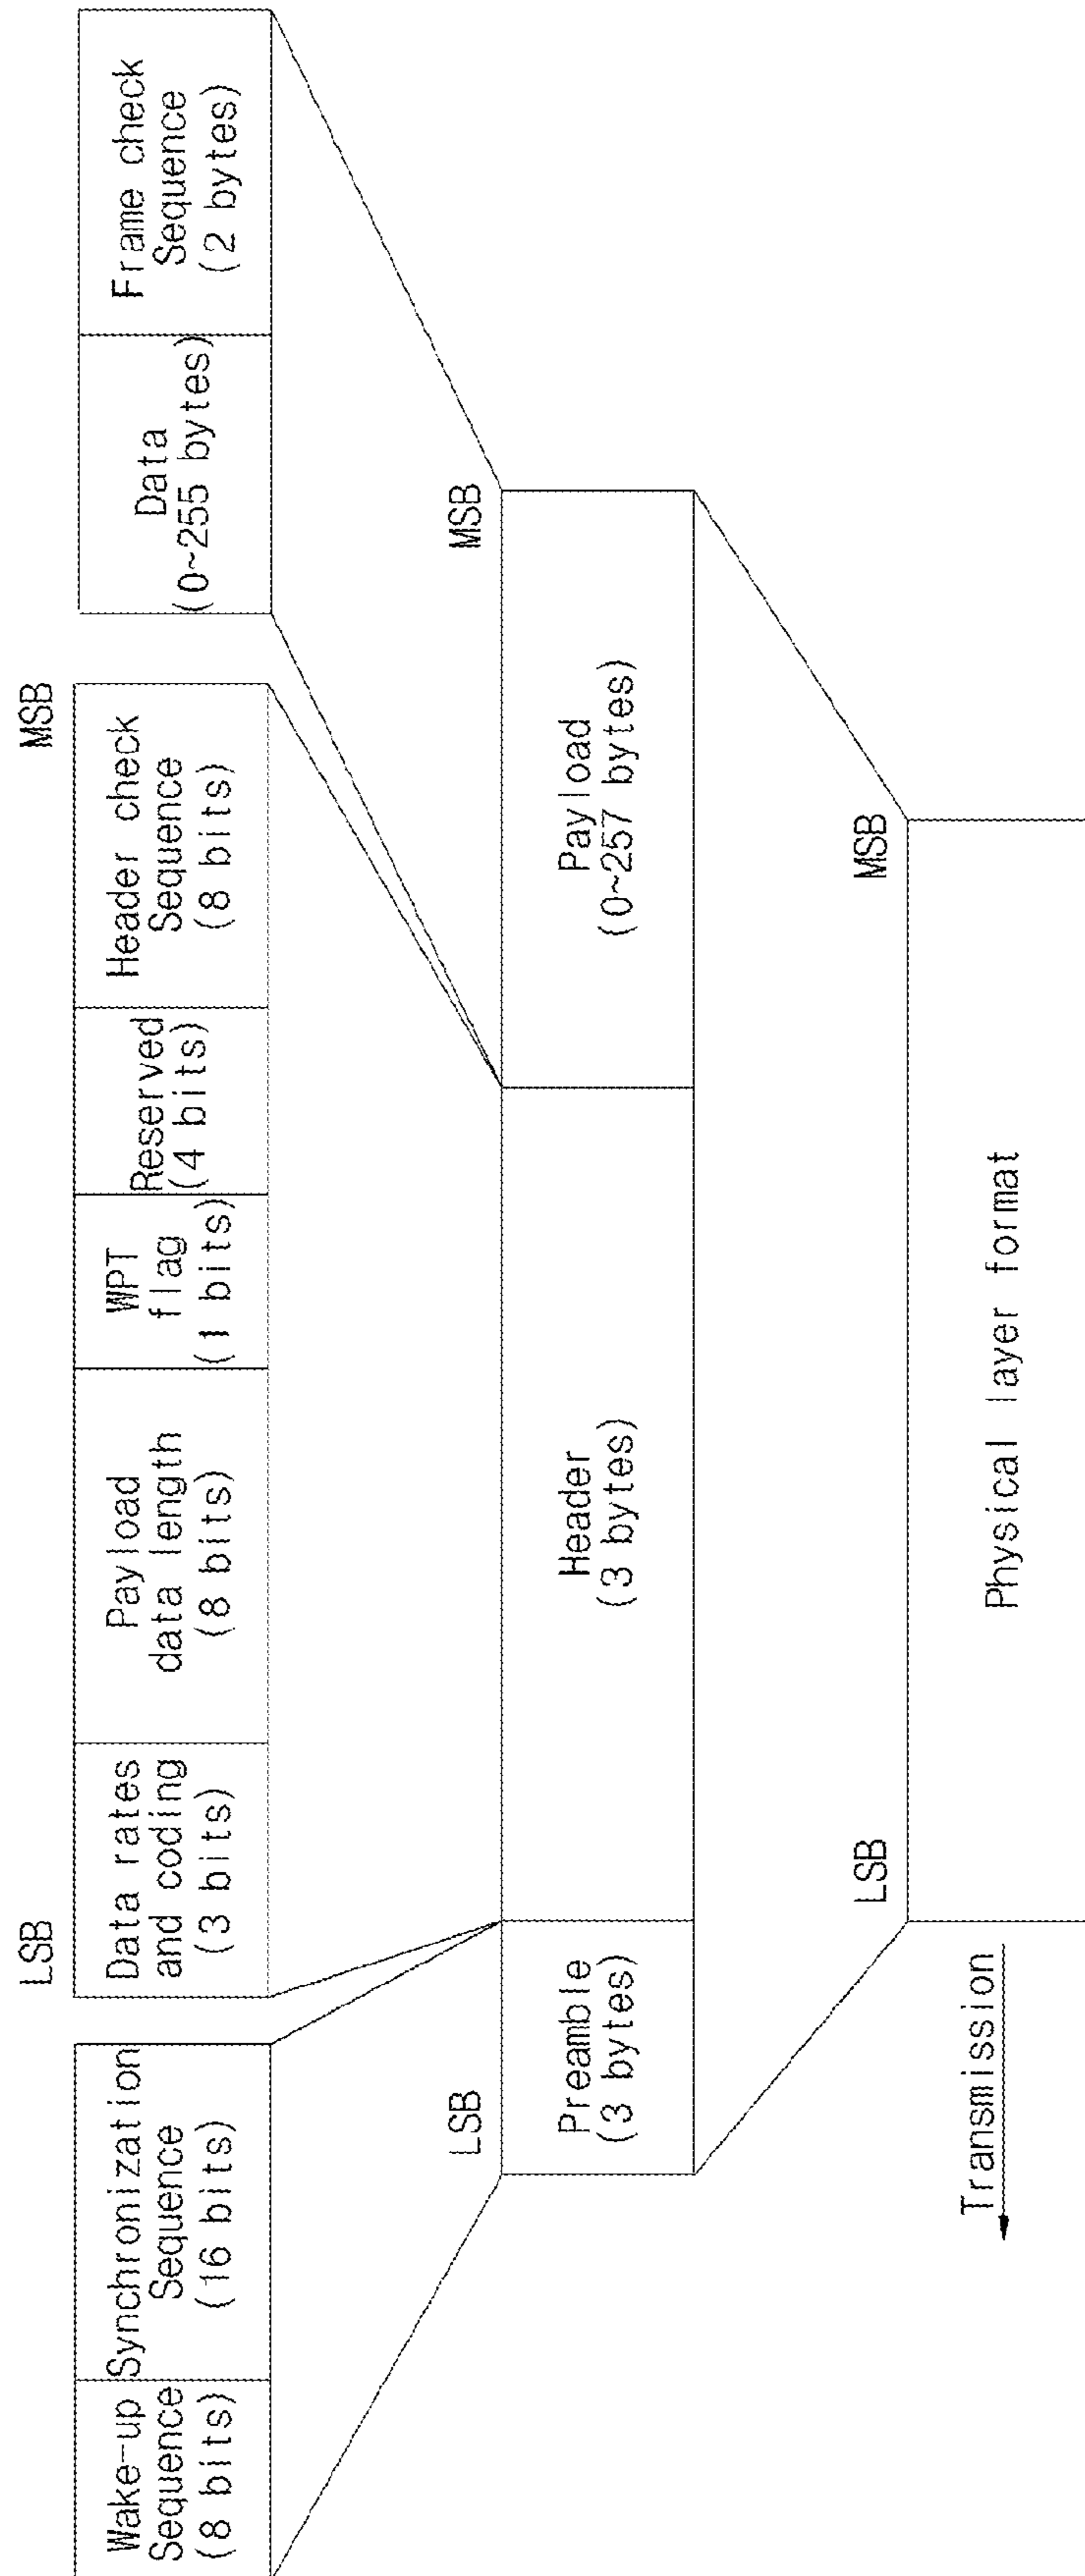 LSB
MSB
Wake-up
Sequence
(8 bits)
Synchronization
Sequence
(16 bits)
Data rates
and coding
(3 bits)
Payload
data length
(8 bits)
WPT
flag
(1 bits)
Reserved
(4 bits)
Header check
Sequence
(8 bits)
Data
(0~255 bytes)
Frame check
Sequence
(2 bytes)
LSB
MSB
Preamble
(3 bytes)
Header
(3 bytes)
Payload
(0~257 bytes)
LSB
MSB
Transmission
Physical layer format